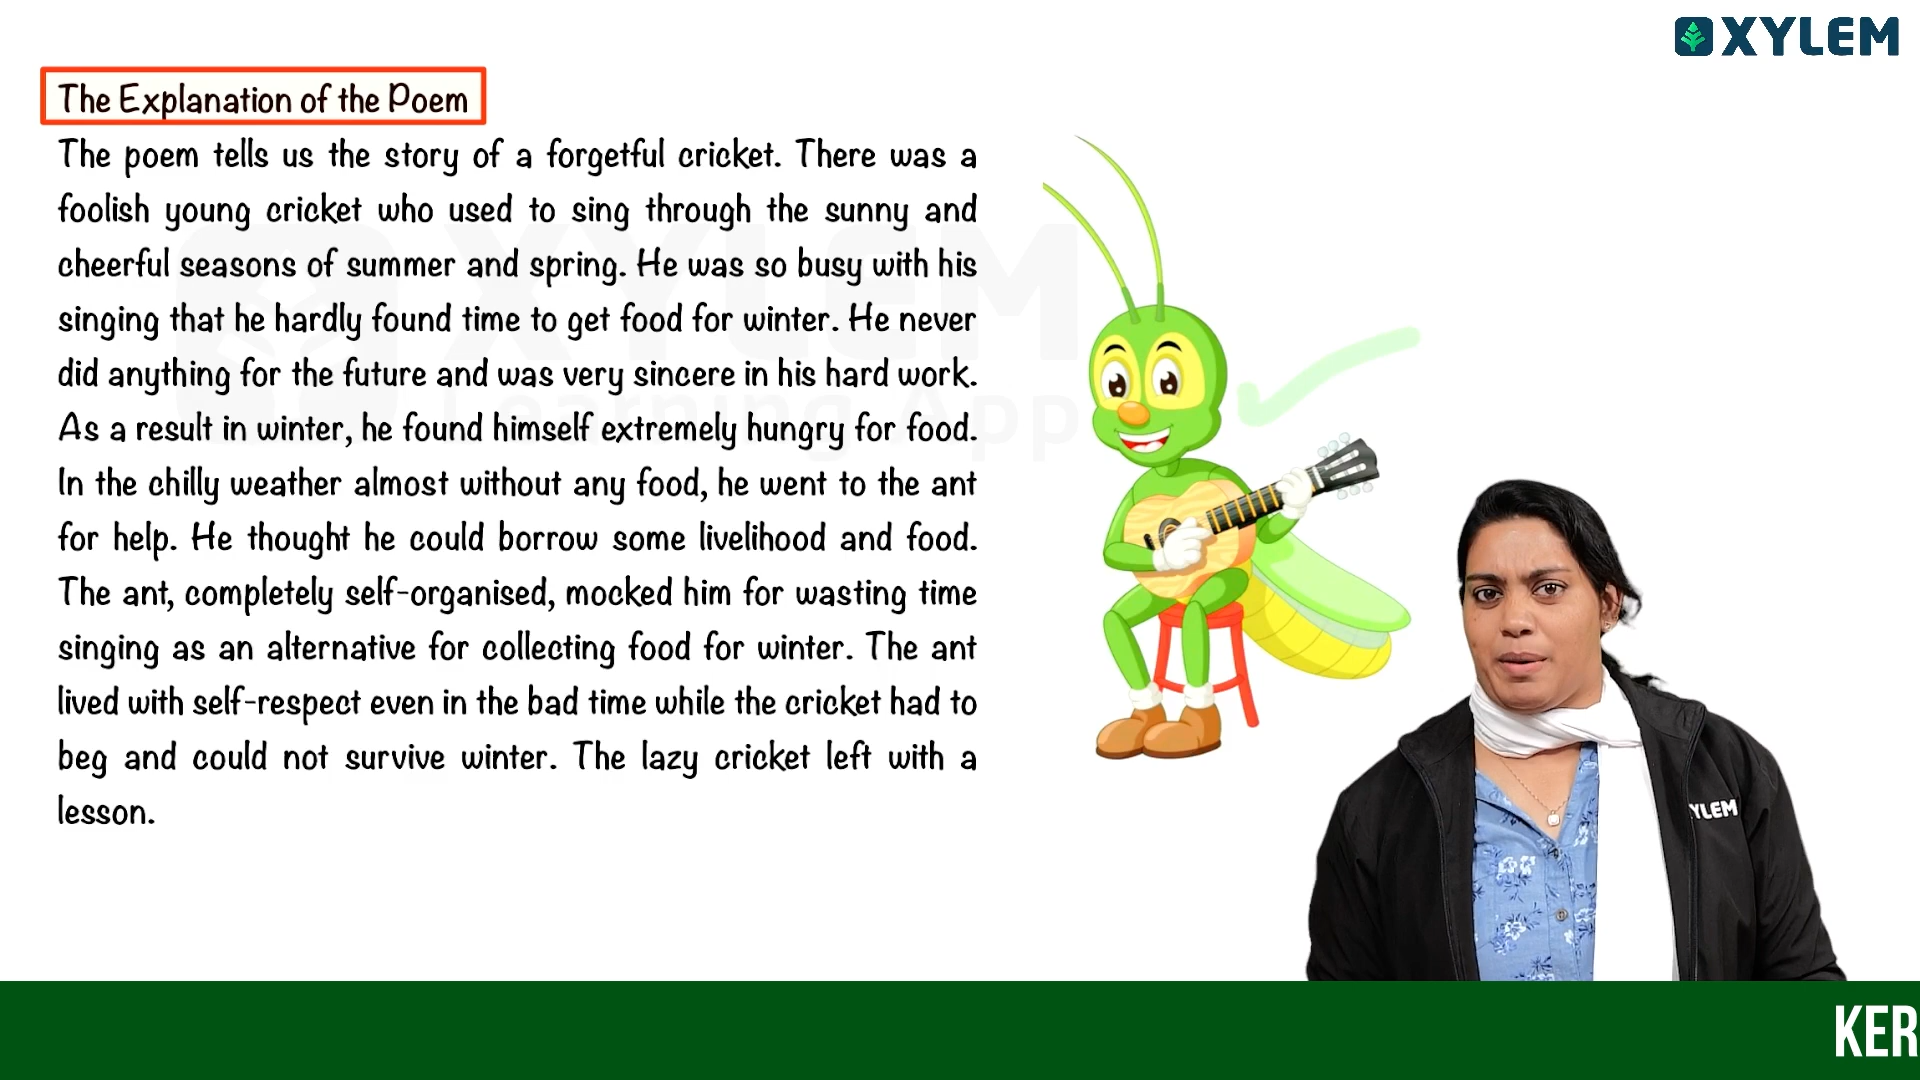 XYLEM
The Explanation of the Poem
The poem tells us the story of a forgetful cricket. There was a
foolish young cricket who used to sing through the sunny and
cheerful seasons of summer and spring. He was so busy with his
singing that he hardly found time to get food for winter. He never
did anything for the future and was very sincere in his hard work.
As a result in winter, he found himself extremely hungry for food.
In the chilly weather almost without any food, he went to the ant
for help. He thought he could borrow some livelihood and food.
The ant, completely self-organised, mocked him for wasting time
singing as an alternative for collecting food for winter. The ant
lived with self-respect even in the bad time while the cricket had to
beg and could not survive winter. The lazy cricket left with a
lesson.
XYLEM
Learning App
YLEM
KER